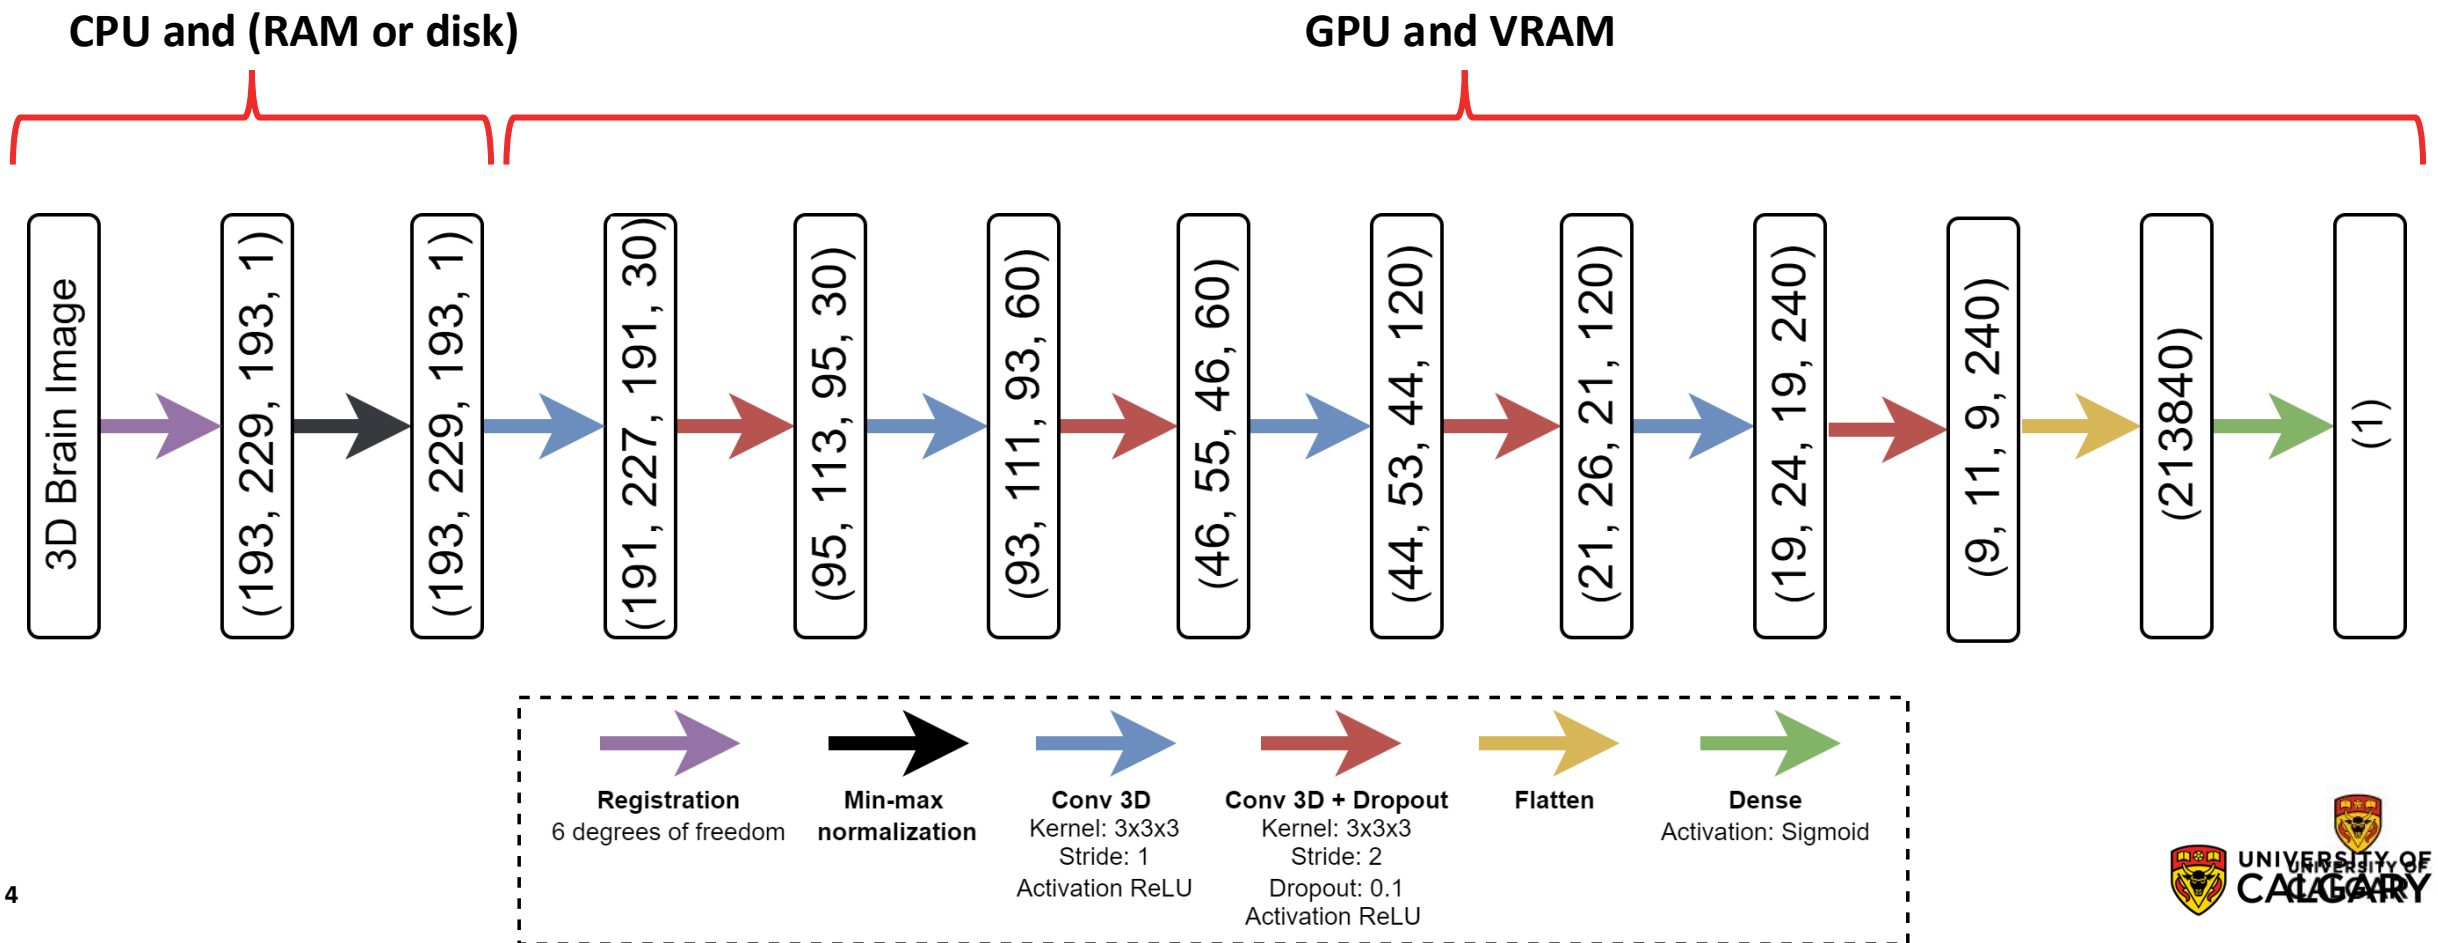 CPU and (RAM or disk)
GPU and VRAM
3D Brain Image
(193, 229, 193, 1)
(193, 229, 193, 1)
(191, 227, 191, 30)
(95, 113, 95, 30)
(93, 111, 93, 60)
(46, 55, 46, 60)
(44, 53, 44, 120)
(21, 26, 21, 120)
(19, 24, 19, 240)
(9, 11, 9, 240)
(213840)
(1)
Registration
6 degrees of freedom
Min-max
normalization
Conv 3D
Kernel: 3x3x3
Stride: 1
Activation ReLU
Conv 3D + Dropout
Kernel: 3x3x3
Stride: 2
Dropout: 0.1
Activation ReLU
Flatten
Dense
Activation: Sigmoid
4
UNIVERSITY OF
CALGARY
UNIVERSITY OF
CALGARY